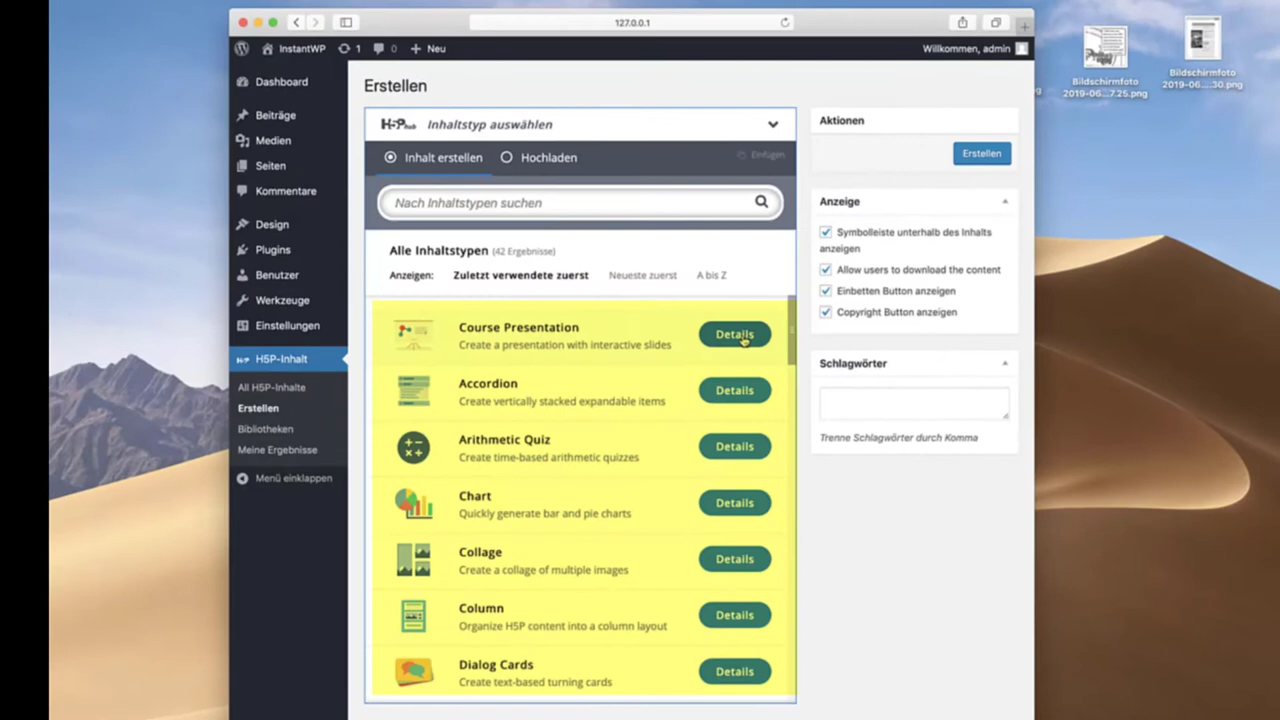 127.0.0.1
InstantWP
1
0
Neu
Willkommen, admin
Dashboard
Beiträge
Medien
Seiten
Kommentare
Design
Plugins
Benutzer
Werkzeuge
Einstellungen
H5P H5P-Inhalt
All H5P-Inhalte
Erstellen
Bibliotheken
Meine Ergebnisse
Menü einklappen
Erstellen
H5P hub Inhaltstyp auswählen
Inhalt erstellen
Hochladen
Einfügen
Nach Inhaltstypen suchen
Alle Inhaltstypen (42 Ergebnisse)
Anzeigen: Zuletzt verwendete zuerst Neueste zuerst A bis Z
Course Presentation
Create a presentation with interactive slides
Details
Accordion
Create vertically stacked expandable items
Details
Arithmetic Quiz
Create time-based arithmetic quizzes
Details
Chart
Quickly generate bar and pie charts
Details
Collage
Create a collage of multiple images
Details
Column
Organize H5P content into a column layout
Details
Dialog Cards
Create text-based turning cards
Details
Aktionen
Erstellen
Anzeige
Symbolleiste unterhalb des Inhalts
anzeigen
Allow users to download the content
Einbetten Button anzeigen
Copyright Button anzeigen
Schlagwörter
Trenne Schlagwörter durch Komma
Bildschirmfoto
2019-06...7.25.png
Bildschirmfoto
2019-06....30.png